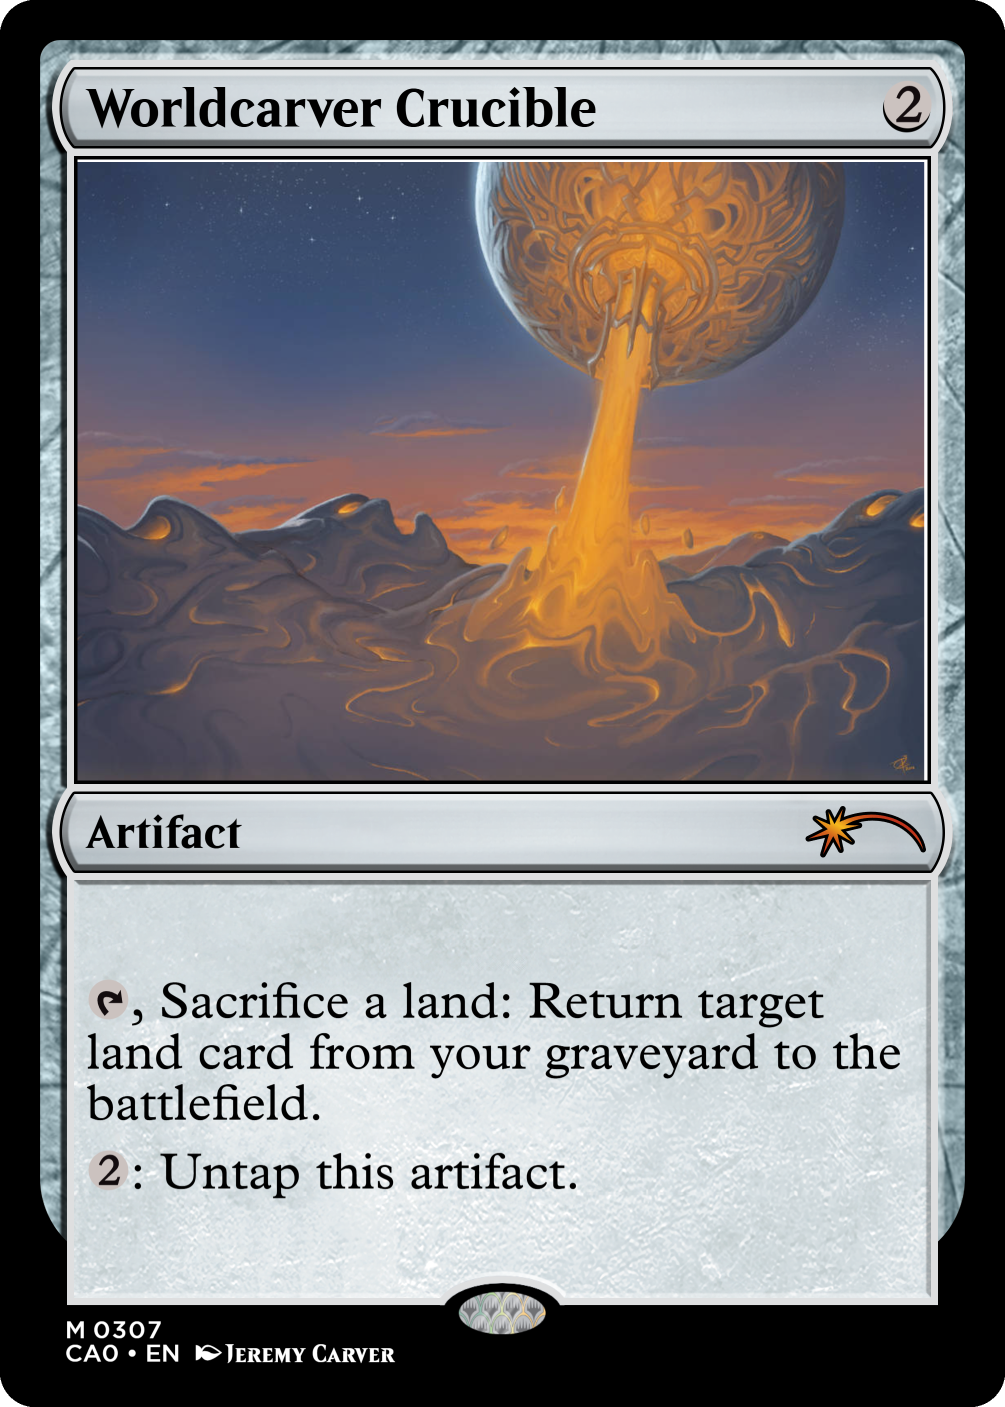 Worldcarver Crucible 2
Artifact
, Sacrifice a land: Return target
land card from your graveyard to the
battlefield.
2: Untap this artifact.
M 0307
CAO • EN JEREMY CARVER